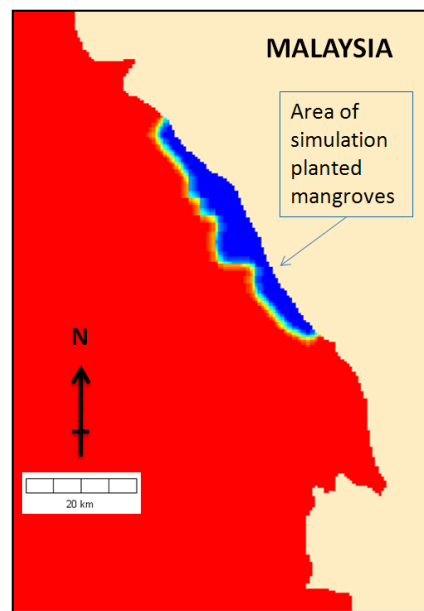 MALAYSIA
Area of
simulation
planted
mangroves
N
20 km